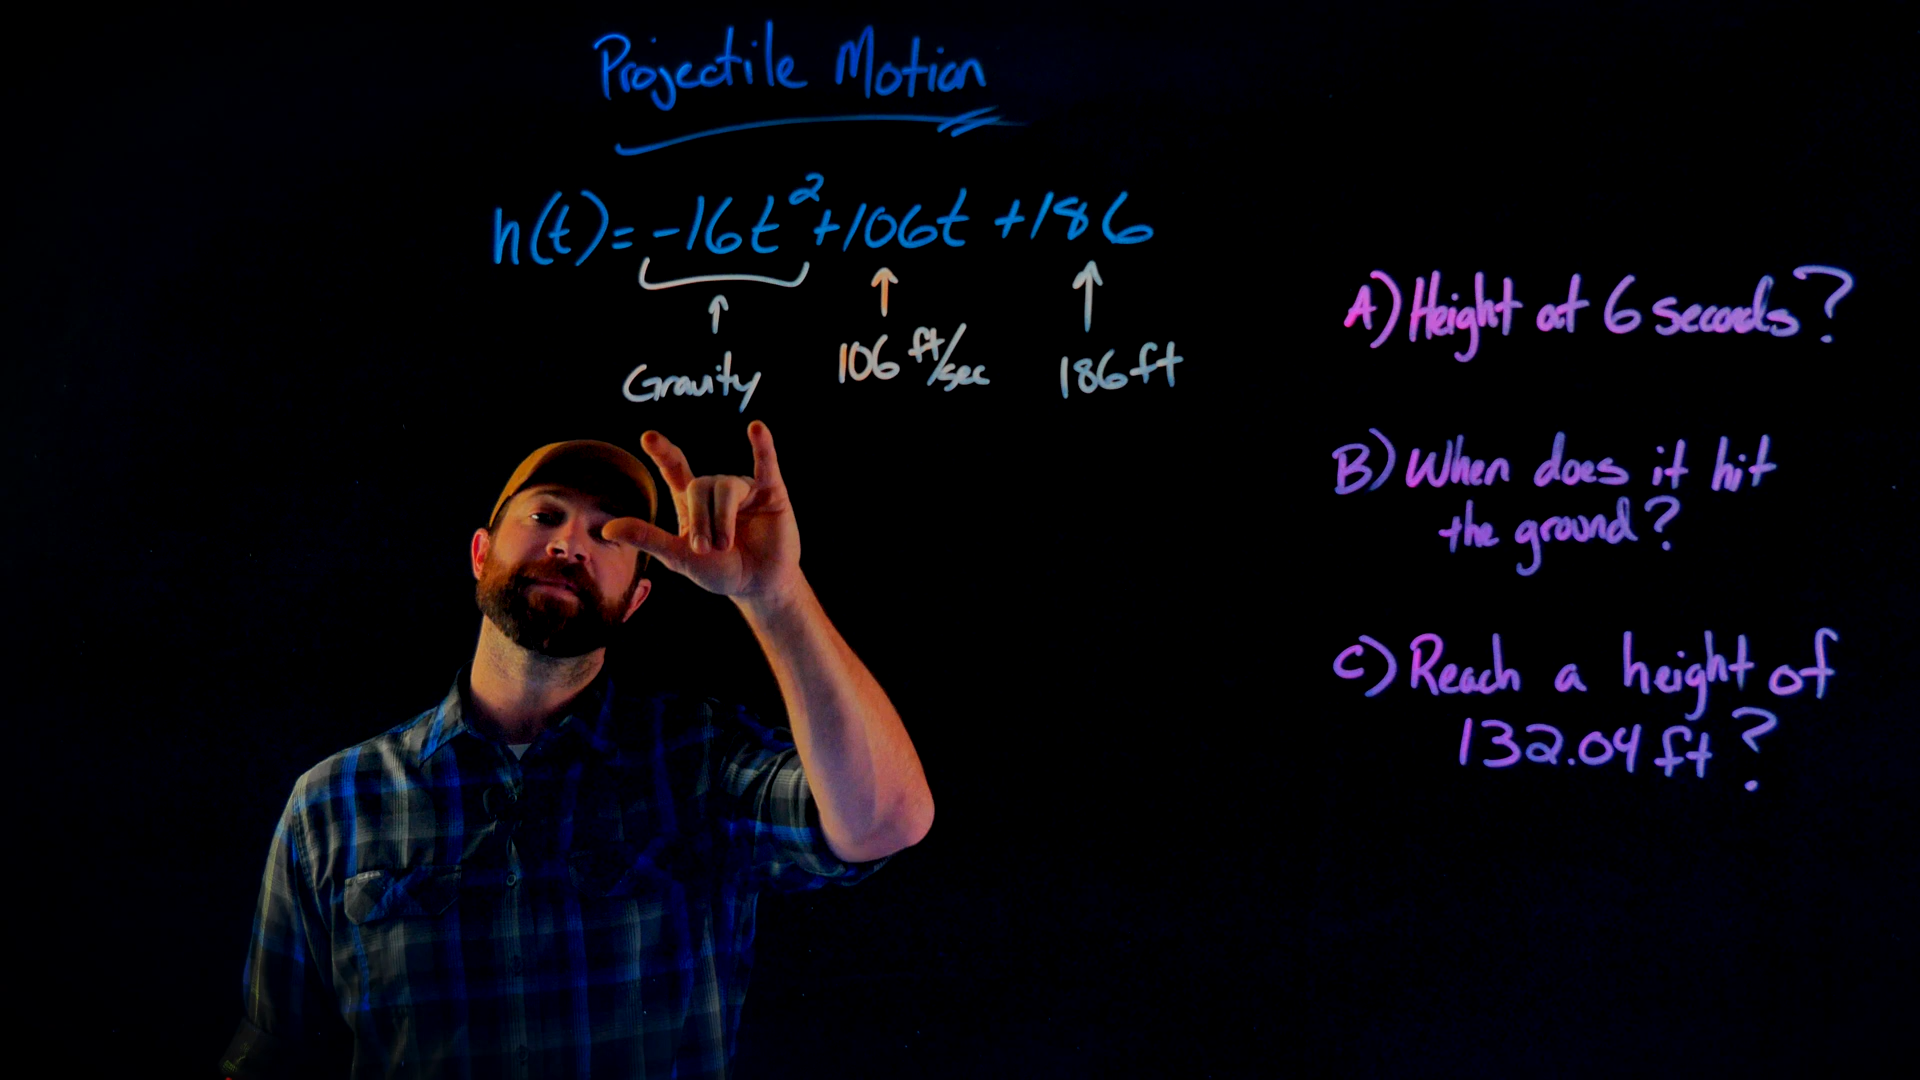 Projectile Motion
h(t) = -16t² + 106t + 186
Gravity 106 ft/sec 186 ft
A) Height at 6 seconds?
B) When does it hit
the ground?
C) Reach a height of
132.04 ft?